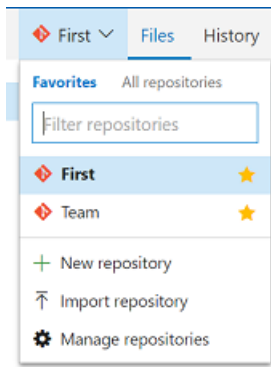 First Files History
Favorites All repositories
Filter repositories
First
Team
New repository
Import repository
Manage repositories